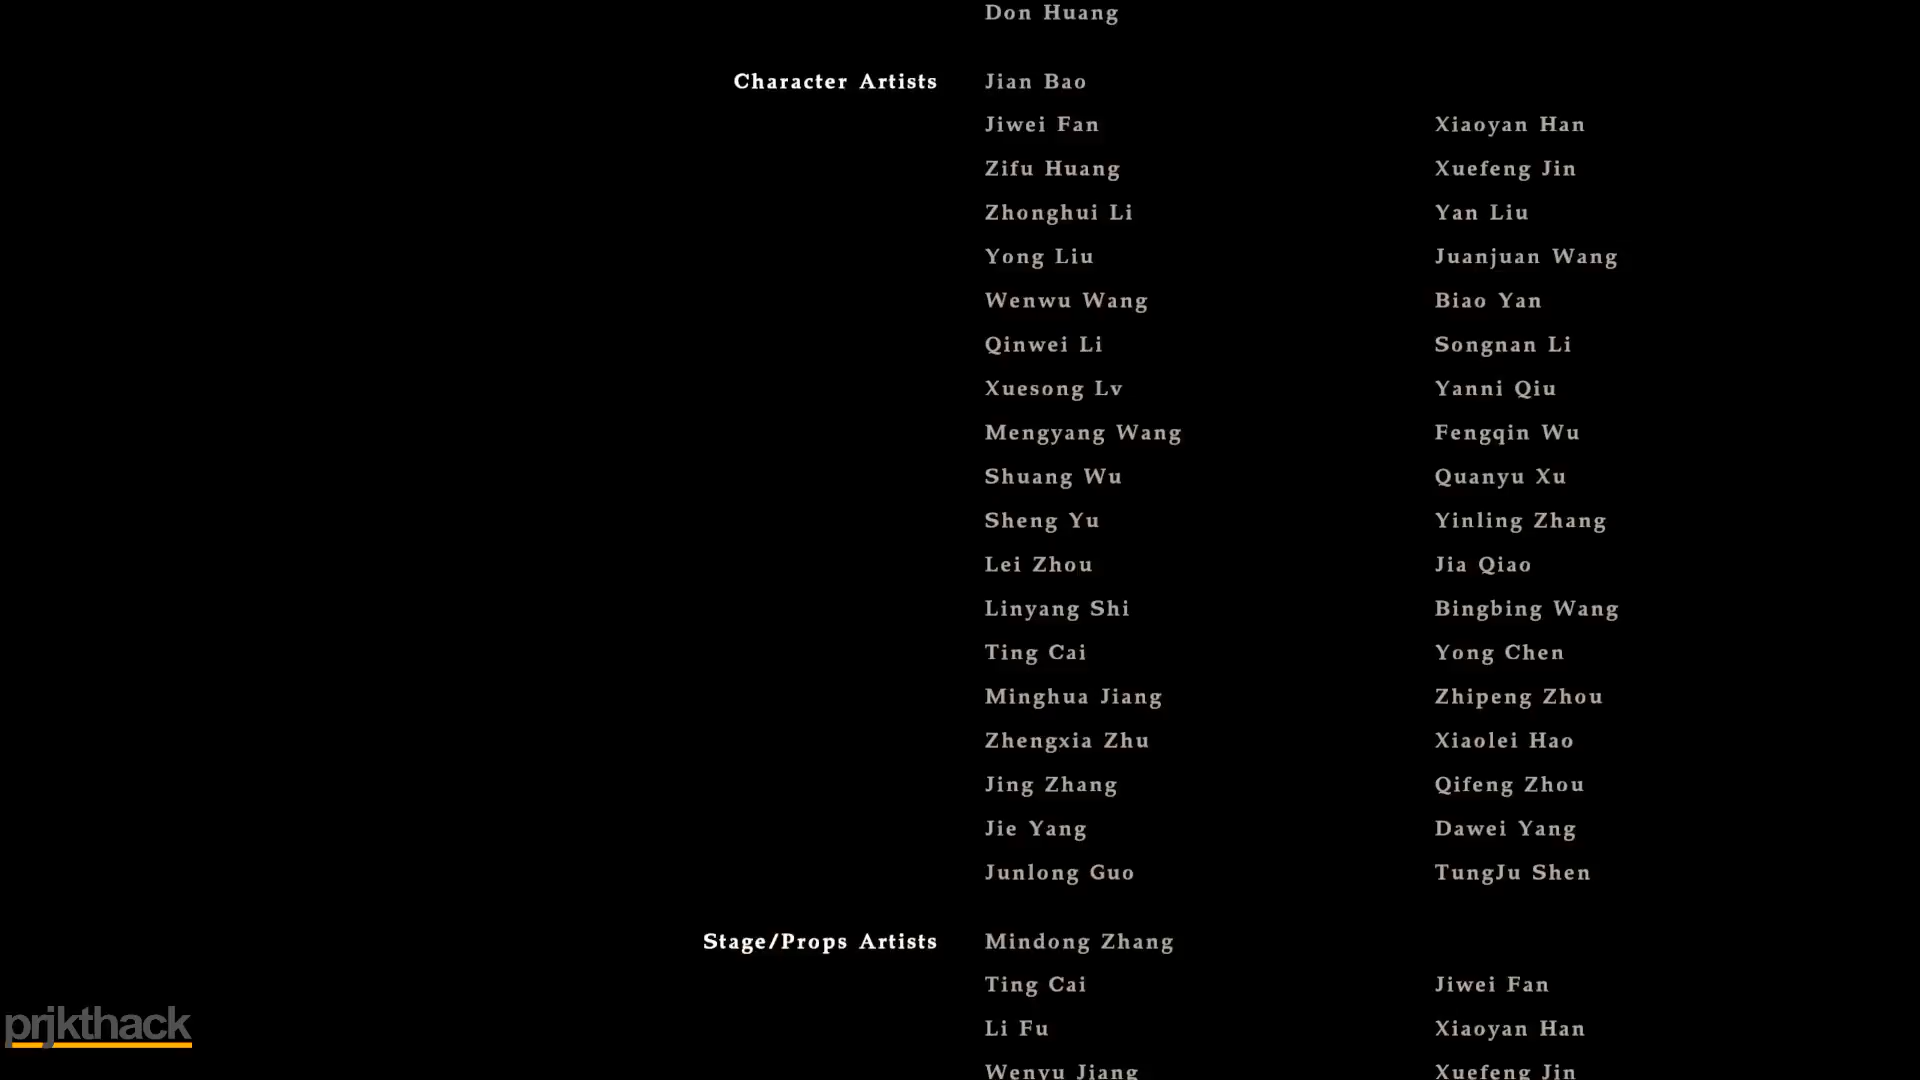 Don Huang
Character Artists Jian Bao
Jiwei Fan Xiaoyan Han
Zifu Huang Xuefeng Jin
Zhonghui Li Yan Liu
Yong Liu Juanjuan Wang
Wenwu Wang Biao Yan
Qinwei Li Songnan Li
Xuesong Lv Yanni Qiu
Mengyang Wang Fengqin Wu
Shuang Wu Quanyu Xu
Sheng Yu Yinling Zhang
Lei Zhou Jia Qiao
Linyang Shi Bingbing Wang
Ting Cai Yong Chen
Minghua Jiang Zhipeng Zhou
Zhengxia Zhu Xiaolei Hao
Jing Zhang Qifeng Zhou
Jie Yang Dawei Yang
Junlong Guo TungJu Shen
Stage/Props Artists Mindong Zhang
Ting Cai Jiwei Fan
Li Fu Xiaoyan Han
Wenyu Jiang Xuefeng Jin
prjkthack